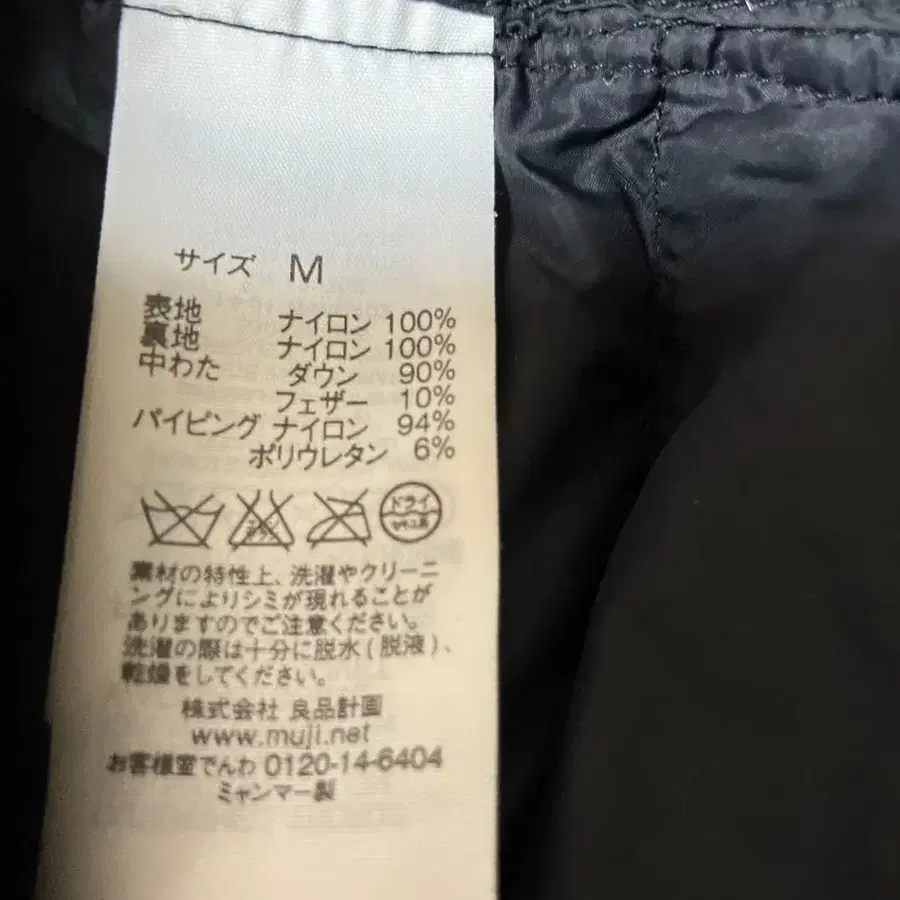 サイズ M
表地 ナイロン 100%
裏地 ナイロン 100%
中わた ダウン 90%
フェザー 10%
パイピング ナイロン 94%
ポリウレタン 6%
ドライ
セキユ系
素材の特性上、洗濯やクリーニ
ングによりシミが現れることが
ありますのでご注意ください。
洗濯の際は十分に脱水(脱液)、
乾燥をしてください。
株式会社 良品計画
www.muji.net
お客様室でんわ 0120-14-6404
ミャンマー製